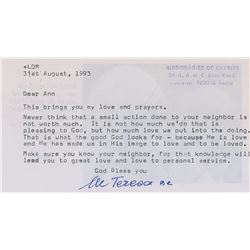 +LDM
31st August, 1993
MISSIONARIES OF CHARITY
54 A, A. J. C. Bose Road,
Dear Ann
This brings you my love and prayers.
Never think that a small action done to your neighbor is
not worth much. It is not how much we do that is
pleasing to God, but how much love we put into the doing.
That is what the good God looks for - because He is love
and He has made us in His image to love and to be loved.
Make sure you know your neighbor, for that knowledge will
lead you to great love and love to personal service.
God Bless you
M Teresa m.c